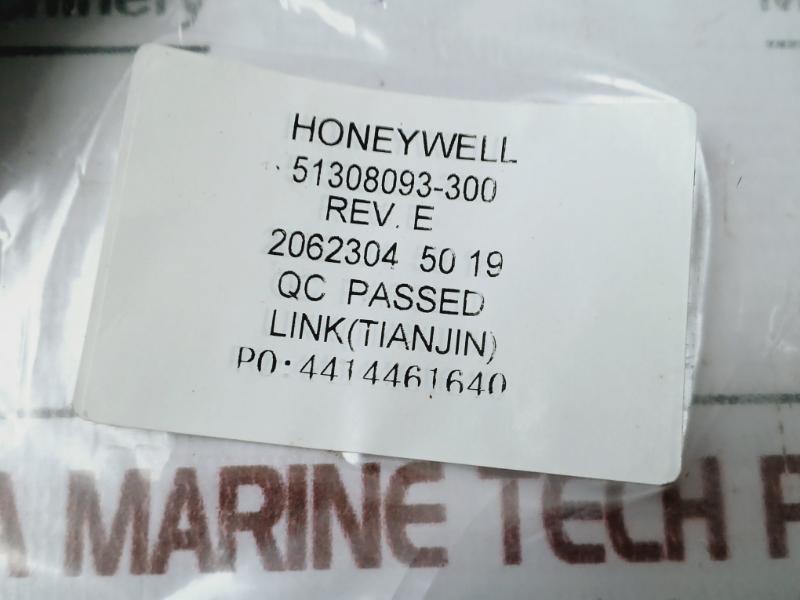 HONEYWELL
51308093-300
REV. E
2062304 50 19
QC PASSED
LINK(TIANJIN)
PO:4414461640
A MARINE TECH